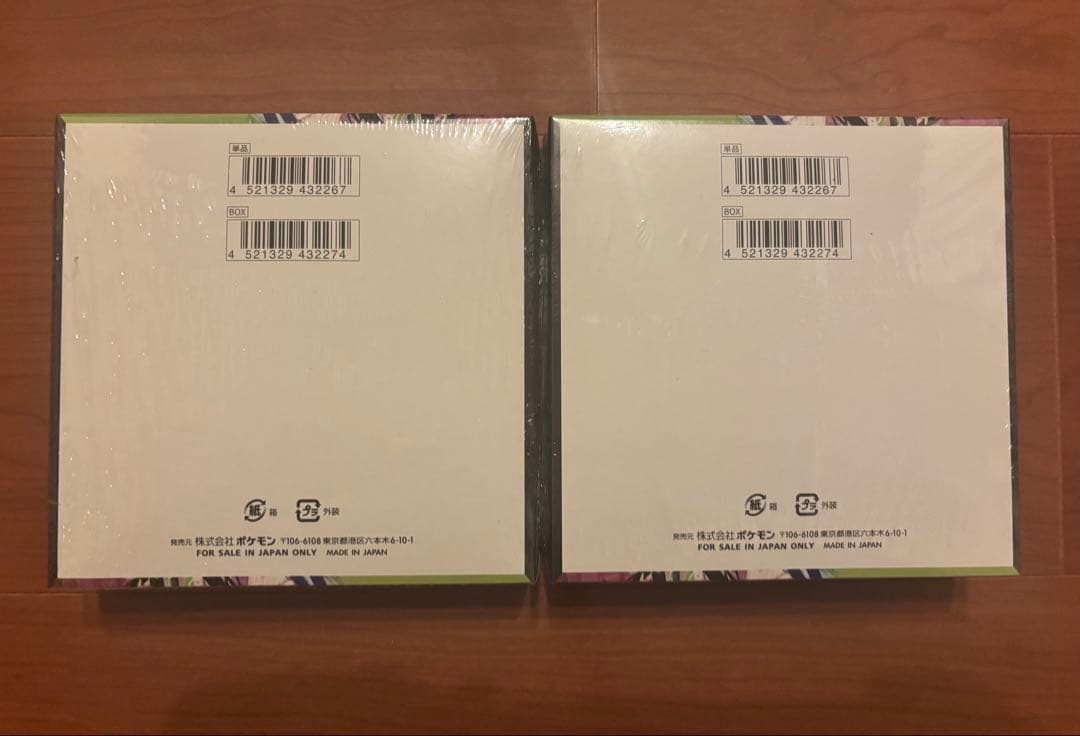 単品
4 521329 432267
BOX
4 521329 432274
紙 箱 プラ 外装
発売元 株式会社ポケモン 〒106-6108 東京都港区六本木6-10-1
FOR SALE IN JAPAN ONLY MADE IN JAPAN
単品
4 521329 432267
BOX
4 521329 432274
紙 箱 プラ 外装
発売元 株式会社ポケモン 〒106-6108 東京都港区六本木6-10-1
FOR SALE IN JAPAN ONLY MADE IN JAPAN